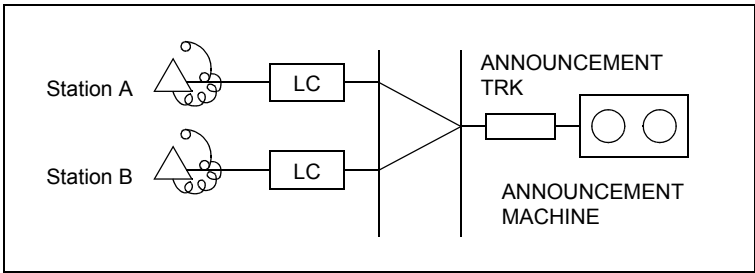 Station A
LC
ANNOUNCEMENT
TRK
Station B
LC
ANNOUNCEMENT
MACHINE